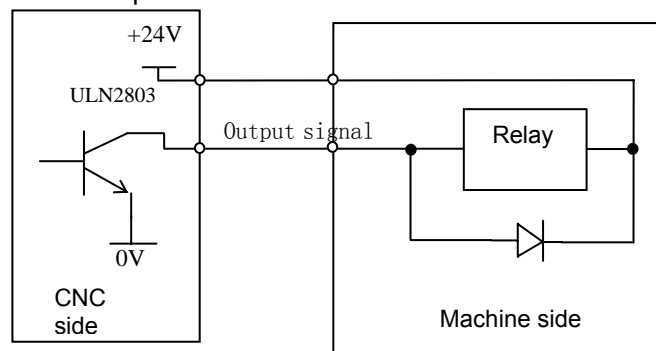 +24V
ULN2803
Output signal
Relay
0V
CNC
side
Machine side